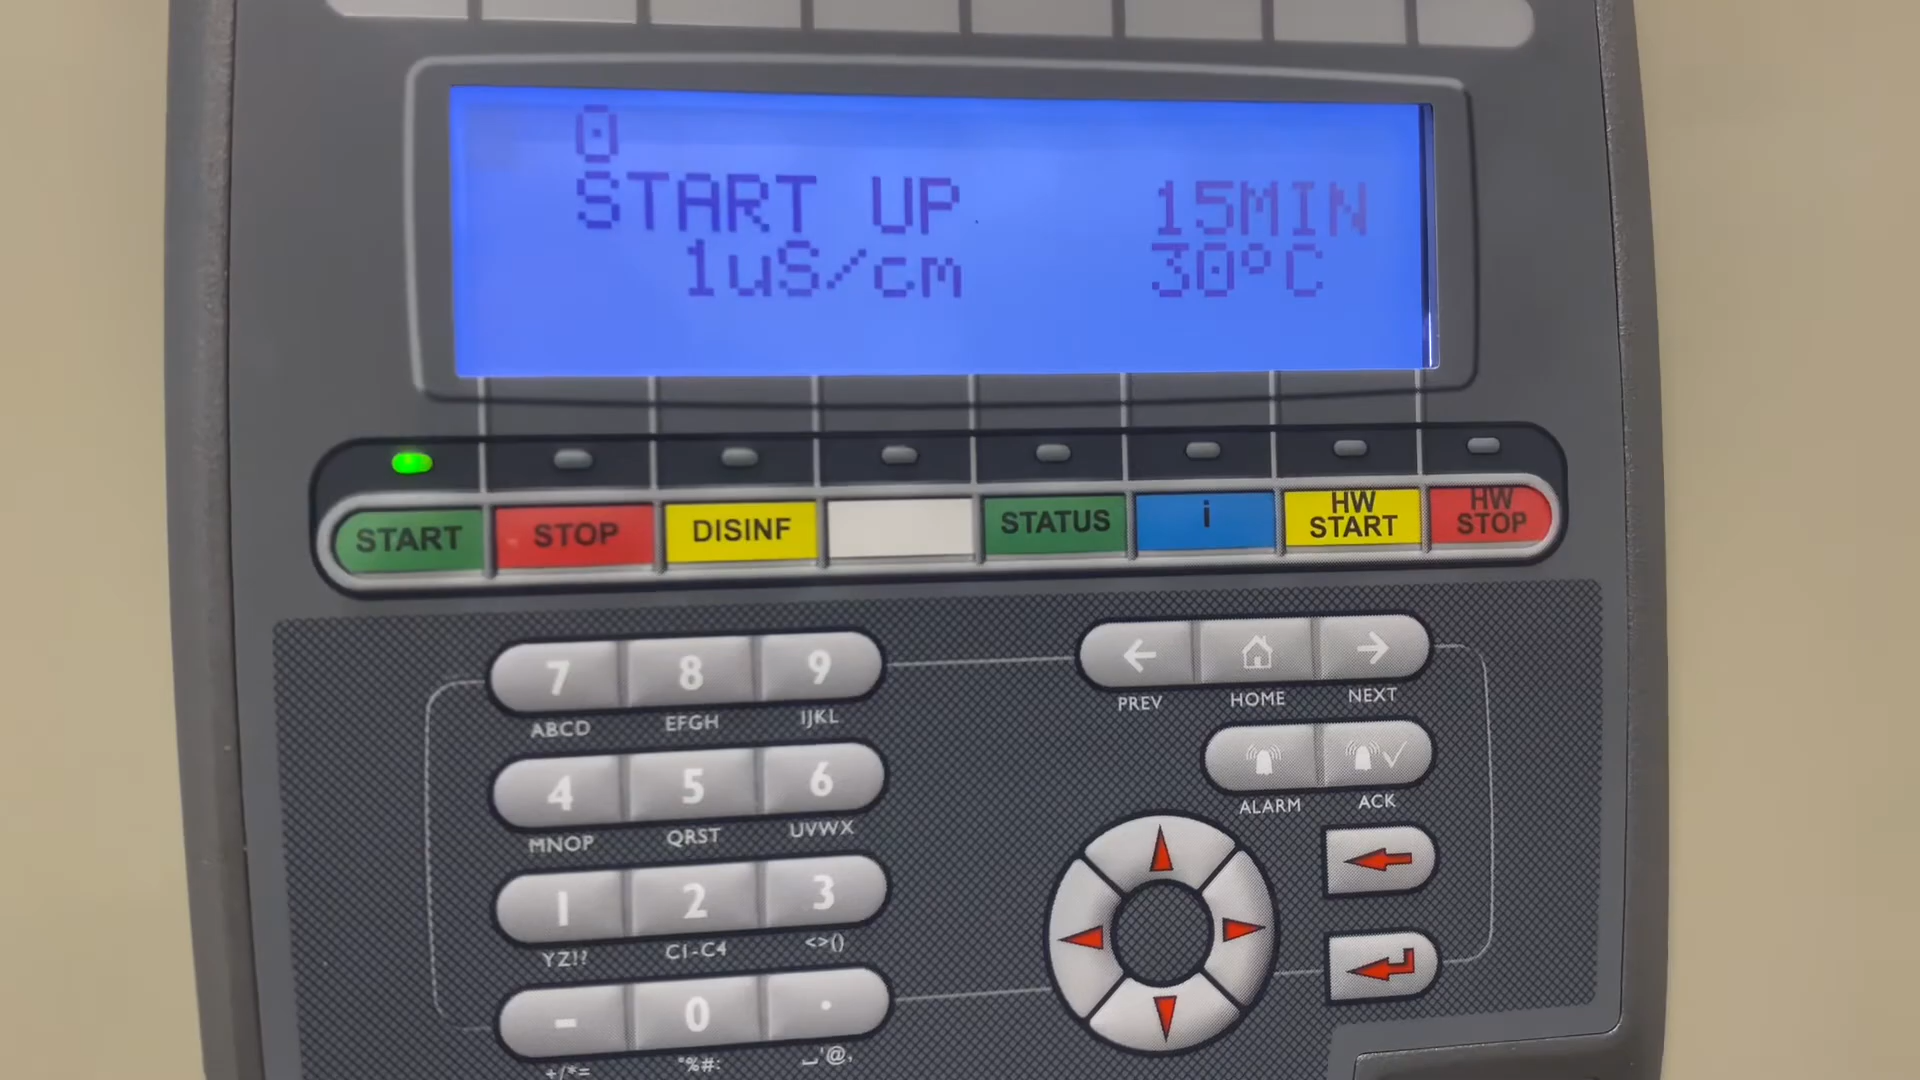 0
START UP 15MIN
1uS/cm 30°C
START STOP DISINF STATUS i HW START HW STOP
7 8 9
ABCD EFGH IJKL
PREV HOME NEXT
4 5 6
MNOP QRST UVWX
ALARM ACK
1 2 3
YZ!? C1-C4 <>()
- 0 .
+/*= "%#: ⎵'@,